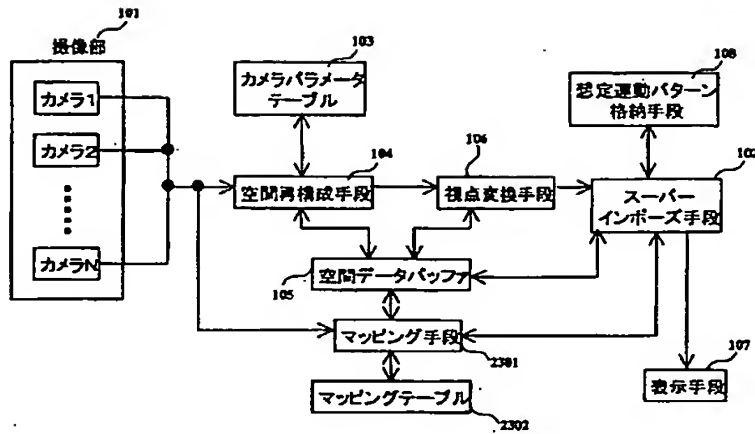 101
撮像部
カメラ1
カメラ2
カメラN
103
カメラパラメータ
テーブル
108
想定運動パターン
格納手段
104
空間再構成手段
106
視点変換手段
102
スーパー
インポーズ手段
105
空間データバッファ
マッピング手段
2301
マッピングテーブル
2302
107
表示手段